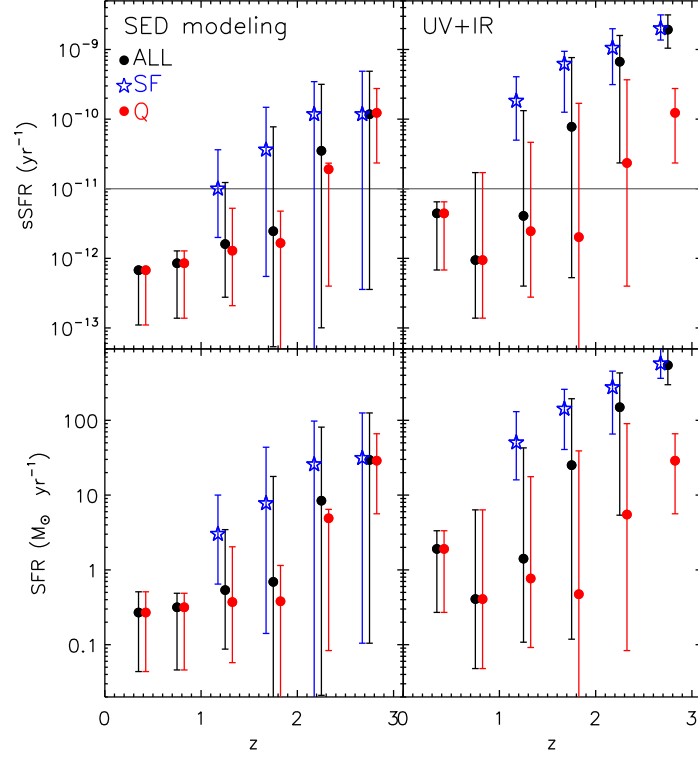 SED modeling
UV+IR
ALL
SF
Q
sSFR (yr⁻¹)
10⁻⁹
10⁻¹⁰
10⁻¹¹
10⁻¹²
10⁻¹³
SFR (M⊙ yr⁻¹)
100
10
1
0.1
0 1 2 3
0 1 2 3
z
z